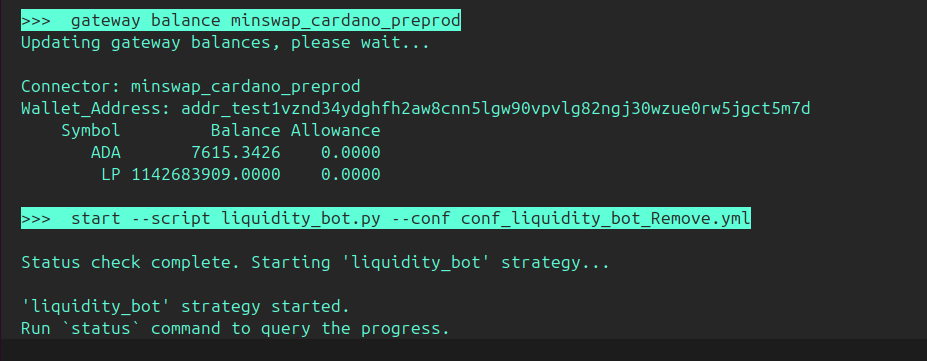 >>>  gateway balance minswap_cardano_preprod
Updating gateway balances, please wait...
Connector: minswap_cardano_preprod
Wallet_Address: addr_test1vznd34ydghfh2aw8cnn5lgw90vpvlg82ngj30wzue0rw5jgct5m7d
Symbol Balance Allowance
ADA 7615.3426 0.0000
LP 1142683909.0000 0.0000
>>>  start --script liquidity_bot.py --conf conf_liquidity_bot_Remove.yml
Status check complete. Starting 'liquidity_bot' strategy...
'liquidity_bot' strategy started.
Run `status` command to query the progress.